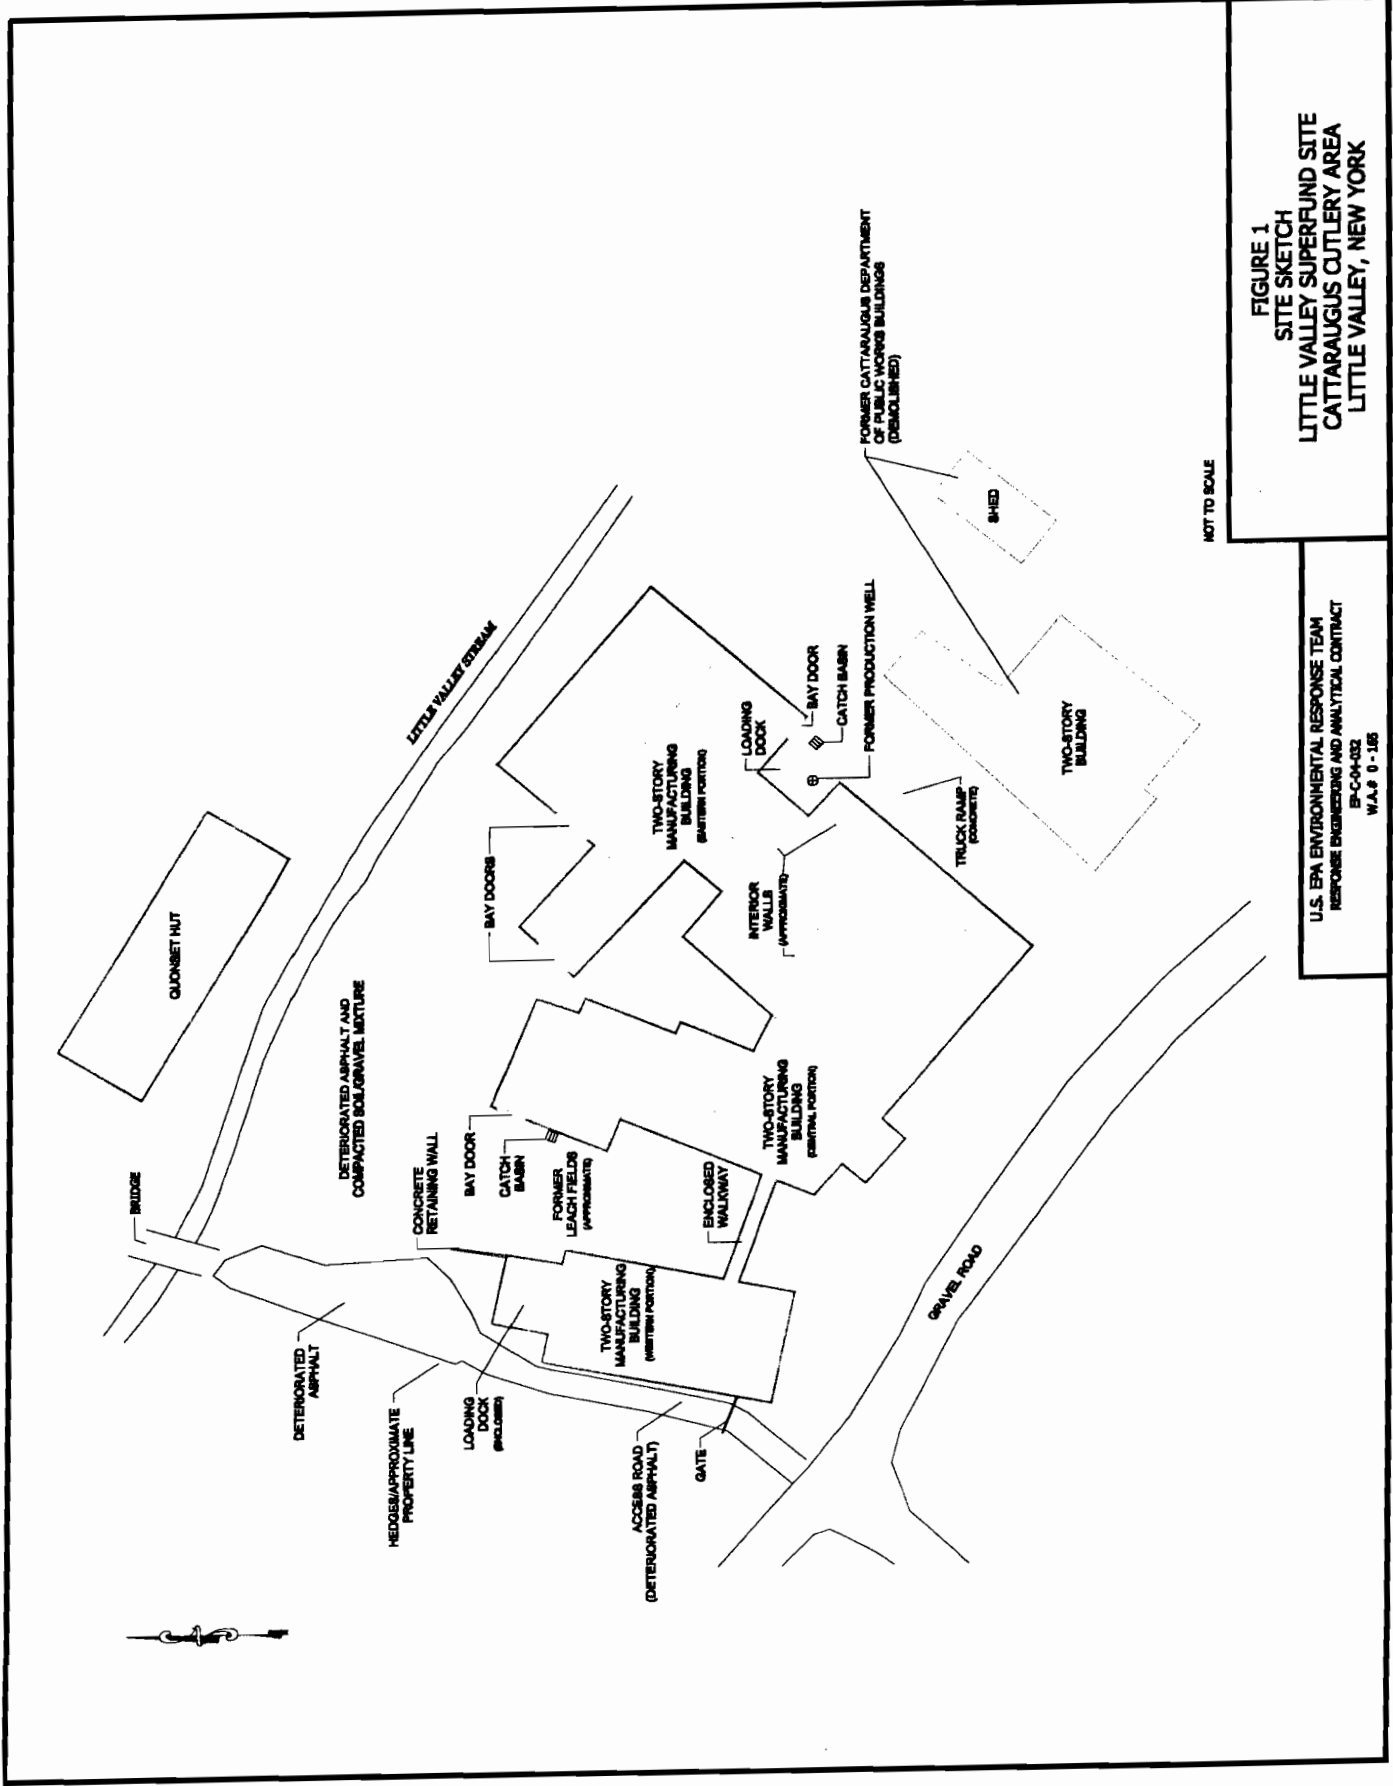 BRIDGE
QUONSET HUT
DETERIORATED
ASPHALT
DETERIORATED ASPHALT AND
COMPACTED SOIL/GRAVEL MIXTURE
LITTLE VALLEY STREAM
HEDGES/APPROXIMATE
PROPERTY LINE
CONCRETE
RETAINING WALL
BAY DOOR
BAY DOORS
LOADING
DOCK
(ENCLOSED)
CATCH
BASIN
FORMER
LEACH FIELDS
(APPROXIMATE)
TWO-STORY
MANUFACTURING
BUILDING
(WESTERN PORTION)
TWO-STORY
MANUFACTURING
BUILDING
(EASTERN PORTION)
ACCESS ROAD
(DETERIORATED ASPHALT)
GATE
ENCLOSED
WALKWAY
LOADING
DOCK
INTERIOR
WALLS
(APPROXIMATE)
TWO-STORY
MANUFACTURING
BUILDING
(CENTRAL PORTION)
BAY DOOR
CATCH BASIN
FORMER PRODUCTION WELL
FORMER CATTARAUGUS DEPARTMENT
OF PUBLIC WORKS BUILDINGS
(DEMOLISHED)
GRAVEL ROAD
TRUCK RAMP
(CONCRETE)
SHED
TWO-STORY
BUILDING
NOT TO SCALE
FIGURE 1
SITE SKETCH
LITTLE VALLEY SUPERFUND SITE
CATTARAUGUS CUTLERY AREA
LITTLE VALLEY, NEW YORK
U.S. EPA ENVIRONMENTAL RESPONSE TEAM
RESPONSE ENGINEERING AND ANALYTICAL CONTRACT
EP-C-04-032
W.A.# 0 - 165